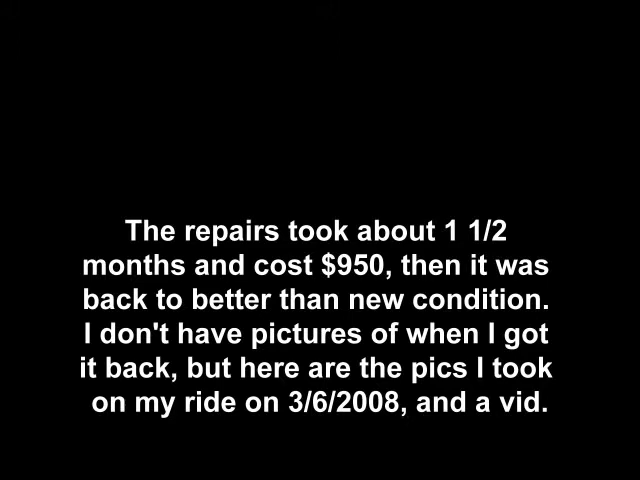 The repairs took about 1 1/2
months and cost $950, then it was
back to better than new condition.
I don't have pictures of when I got
it back, but here are the pics I took
on my ride on 3/6/2008, and a vid.